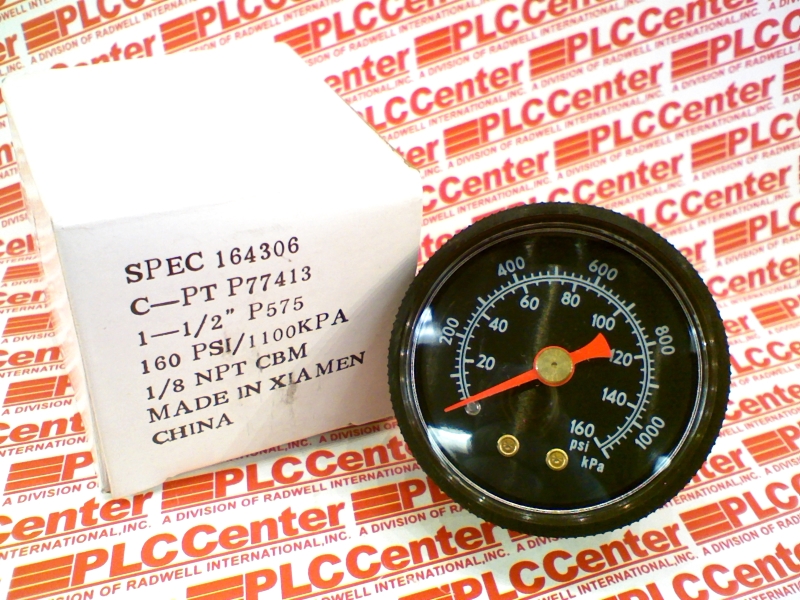 SPEC 164306
C—PT P77413
1—1/2" P575
160 PSI/1100KPA
1/8 NPT CBM
MADE IN XIAMEN
CHINA
200 400 600 800 1000
20 40 60 80 100 120 140 160
psi
kPa
PLCCenter
A DIVISION OF RADWELL INTERNATIONAL, INC.